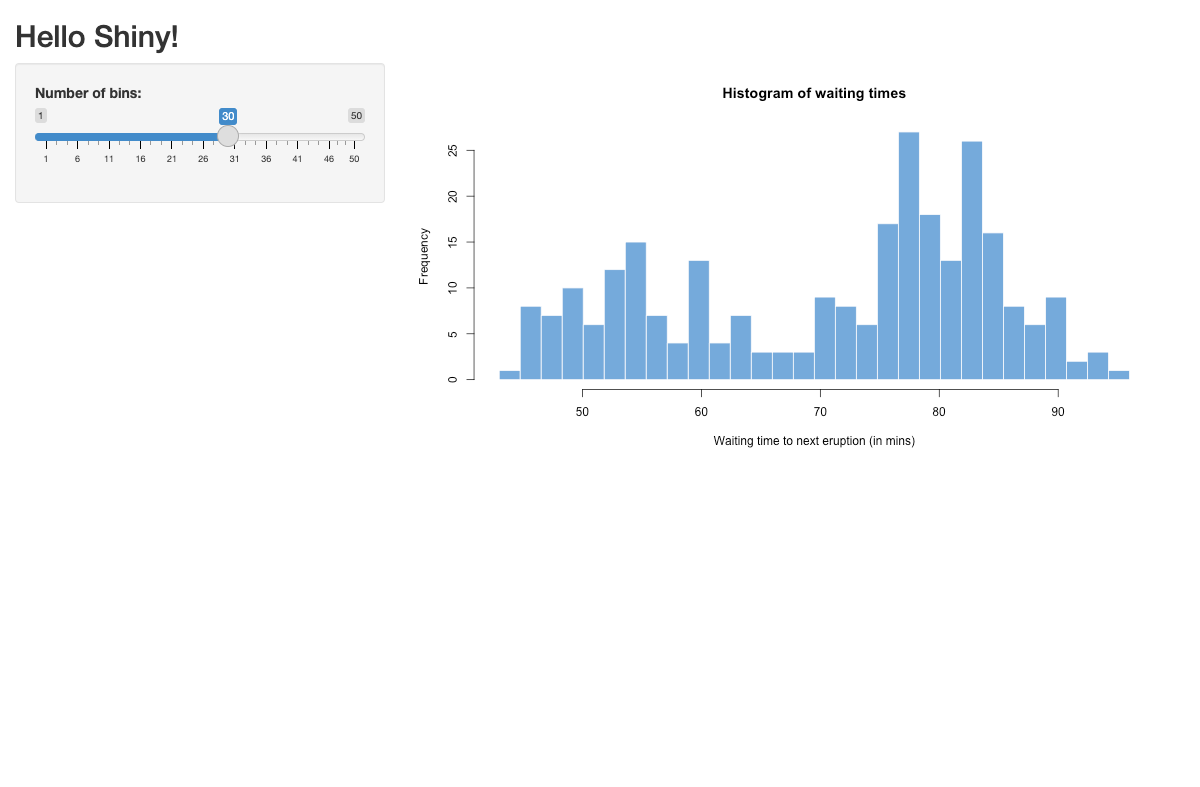 Hello Shiny!
Number of bins:
1 30 50
1 6 11 16 21 26 31 36 41 46 50
Histogram of waiting times
Frequency
25
20
15
10
5
0
50 60 70 80 90
Waiting time to next eruption (in mins)